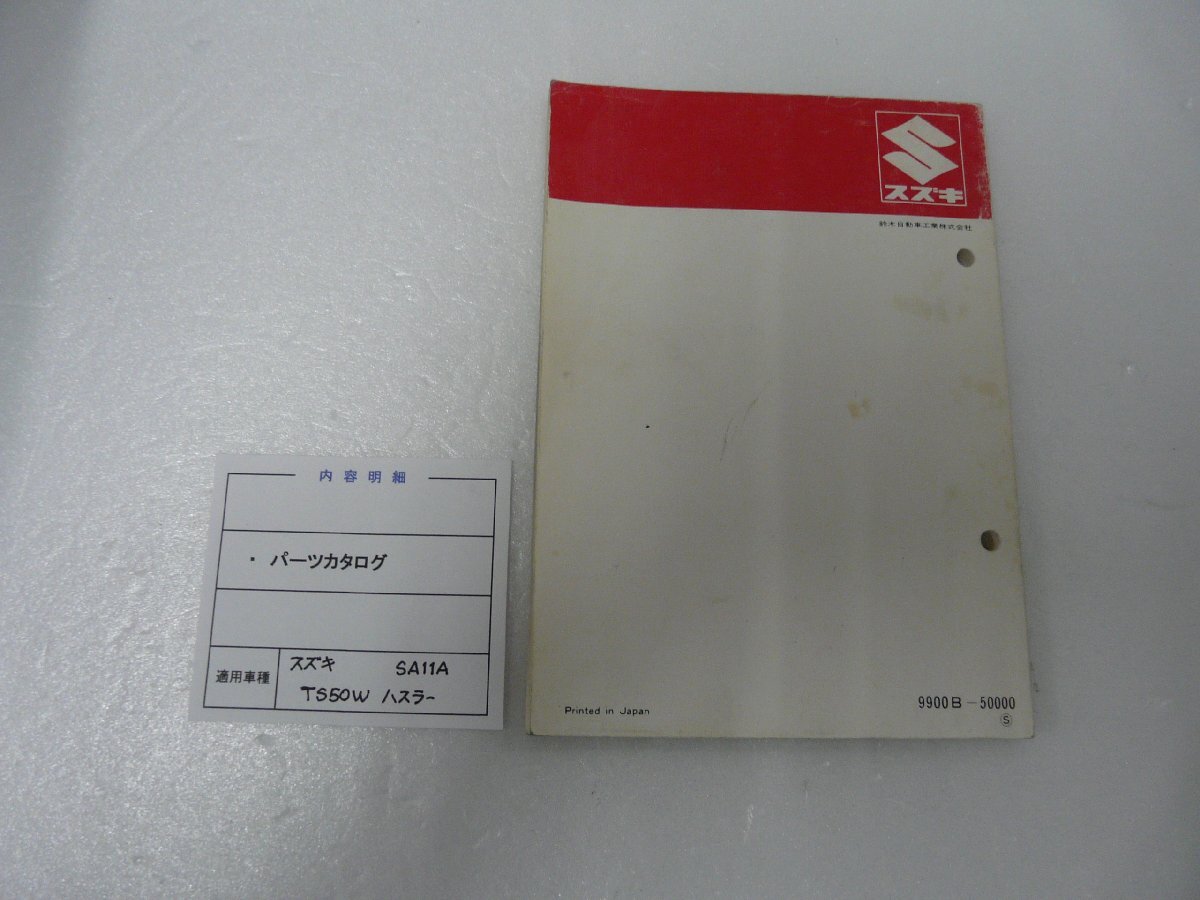 内容明細
・パーツカタログ
適用車種
スズキ SA11A
TS50W ハスラー
スズキ
鈴木自動車工業株式会社
Printed in Japan
9900B-50000
Ⓢ